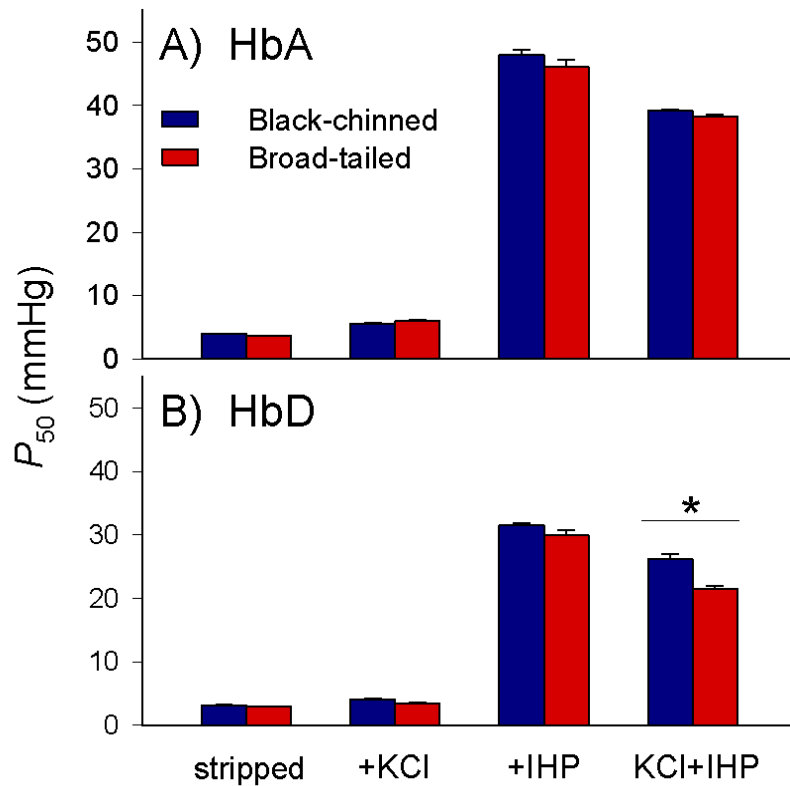 A) HbA
Black-chinned
Broad-tailed
50
40
30
20
10
0
P50 (mmHg)
B) HbD
50
40
30
20
10
0
*
stripped +KCl +IHP KCl+IHP